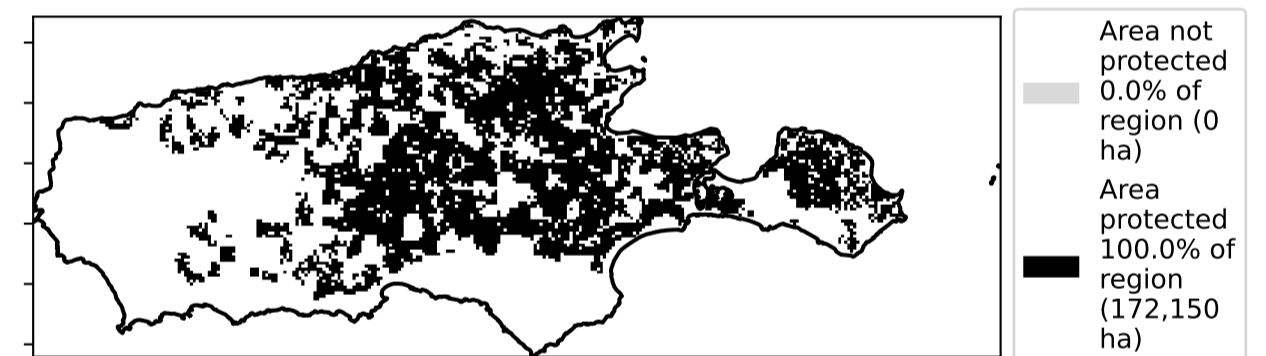 Area not
protected
0.0% of
region (0
ha)
Area
protected
100.0% of
region
(172,150
ha)